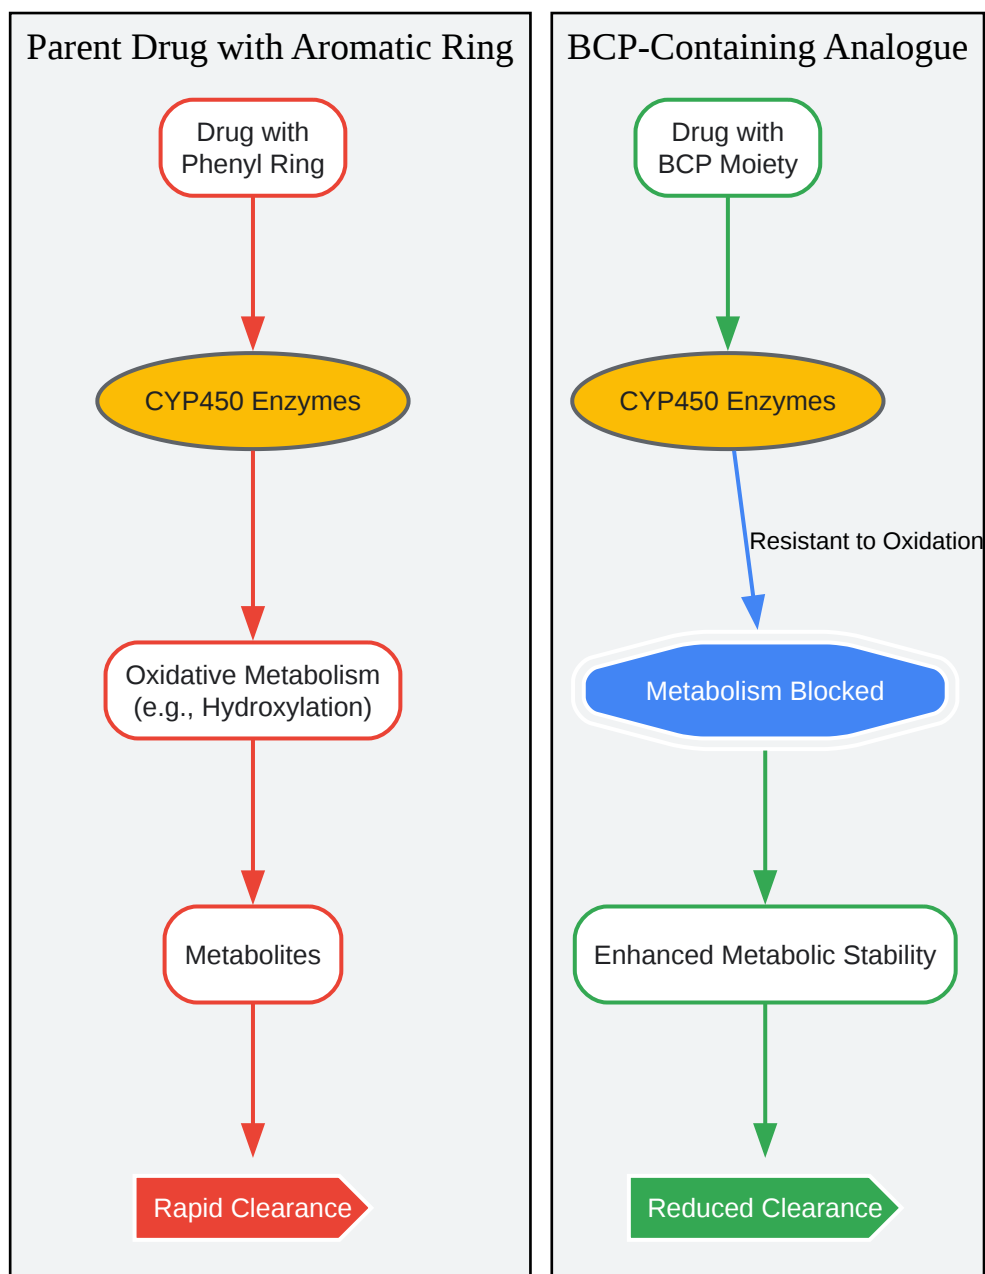 Parent Drug with Aromatic Ring
Drug with
Phenyl Ring
CYP450 Enzymes
Oxidative Metabolism
(e.g., Hydroxylation)
Metabolites
Rapid Clearance
BCP-Containing Analogue
Drug with
BCP Moiety
CYP450 Enzymes
Resistant to Oxidation
Metabolism Blocked
Enhanced Metabolic Stability
Reduced Clearance